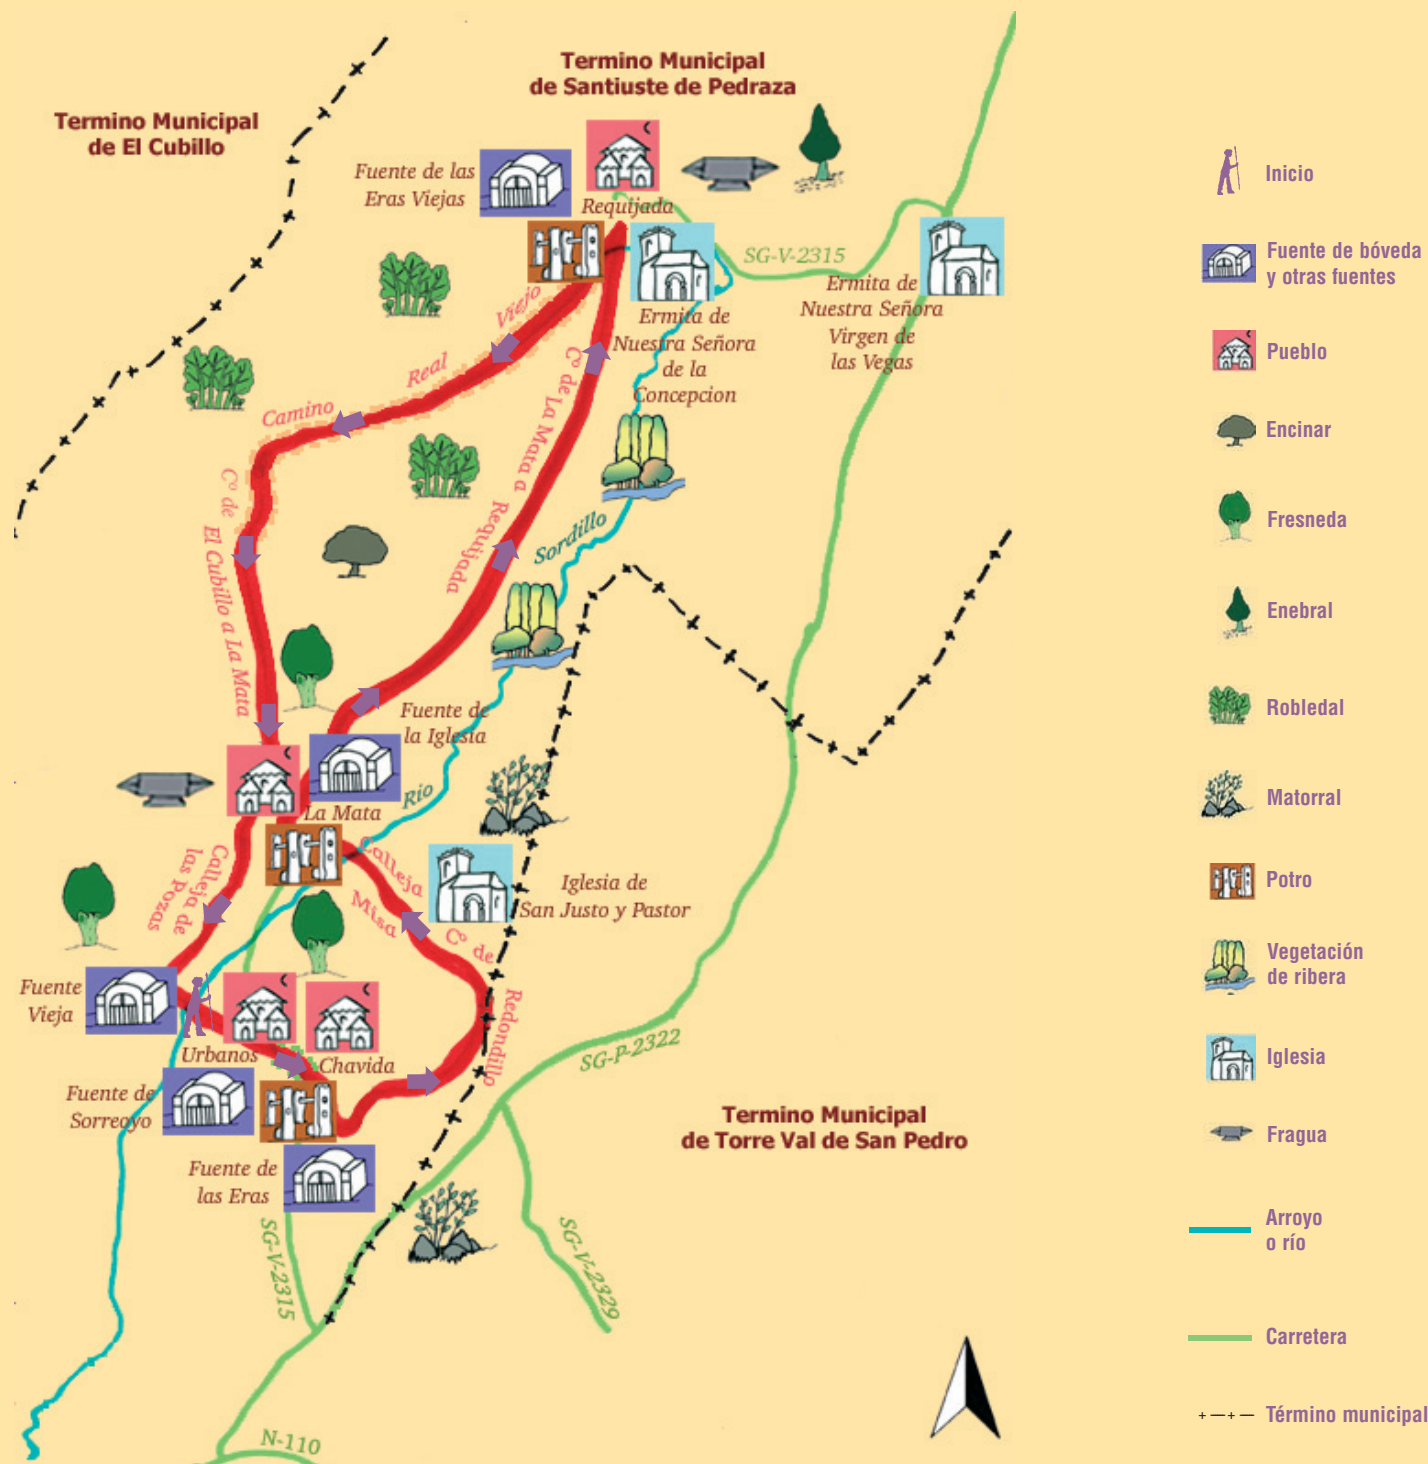 Termino Municipal
de Santiuste de Pedraza
Termino Municipal
de El Cubillo
Fuente de las
Eras Viejas
Requijada
SG-V-2315
Ermita de
Nuestra Señora
Virgen de
las Vegas
Ermita de
Nuestra Señora
de la
Concepcion
Camino Real Viejo
Cº de La Mata a
Requijada
Cº de
El Cubillo a La Mata
Sordillo
Río
Fuente de
la Iglesia
La Mata
Calleja de
las Pozas
Calleja
Misa
Iglesia de
San Justo y Pastor
Cº de
Redondillo
Fuente
Vieja
Urbanos
Chavida
Fuente de
Sorreoyo
Fuente de
las Eras
SG-P-2322
Termino Municipal
de Torre Val de San Pedro
SG-V-2315
SG-V-2329
N-110
Inicio
Fuente de bóveda
y otras fuentes
Pueblo
Encinar
Fresneda
Enebral
Robledal
Matorral
Potro
Vegetación
de ribera
Iglesia
Fragua
Arroyo
o río
Carretera
Término municipal